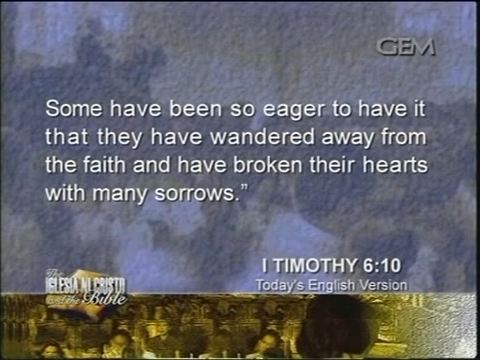 GEM
Some have been so eager to have it
that they have wandered away from
the faith and have broken their hearts
with many sorrows.”
I TIMOTHY 6:10
Today's English Version
The
IGLESIA NI CRISTO
and the Bible